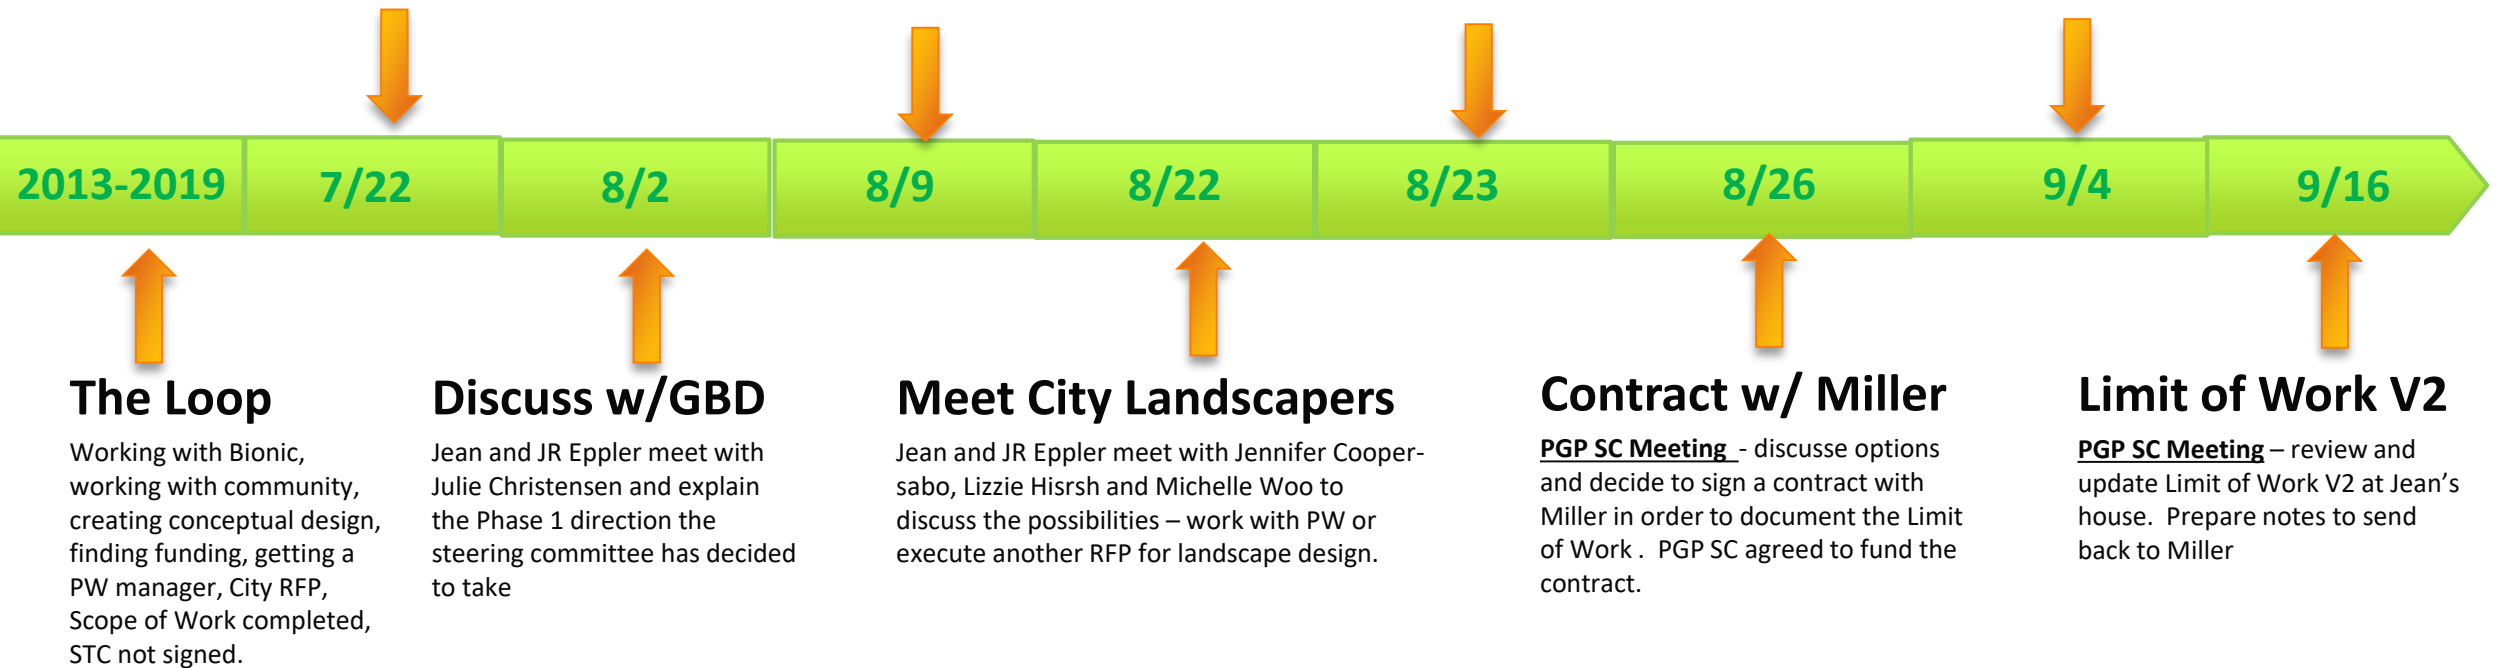 2013-2019
7/22
8/2
8/9
8/22
8/23
8/26
9/4
9/16
The Loop
Working with Bionic,
working with community,
creating conceptual design,
finding funding, getting a
PW manager, City RFP,
Scope of Work completed,
STC not signed.
Discuss w/GBD
Jean and JR Eppler meet with
Julie Christensen and explain
the Phase 1 direction the
steering committee has decided
to take
Meet City Landscapers
Jean and JR Eppler meet with Jennifer Cooper-
sabo, Lizzie Hisrsh and Michelle Woo to
discuss the possibilities – work with PW or
execute another RFP for landscape design.
Contract w/ Miller
PGP SC Meeting - discusse options
and decide to sign a contract with
Miller in order to document the Limit
of Work . PGP SC agreed to fund the
contract.
Limit of Work V2
PGP SC Meeting – review and
update Limit of Work V2 at Jean’s
house. Prepare notes to send
back to Miller